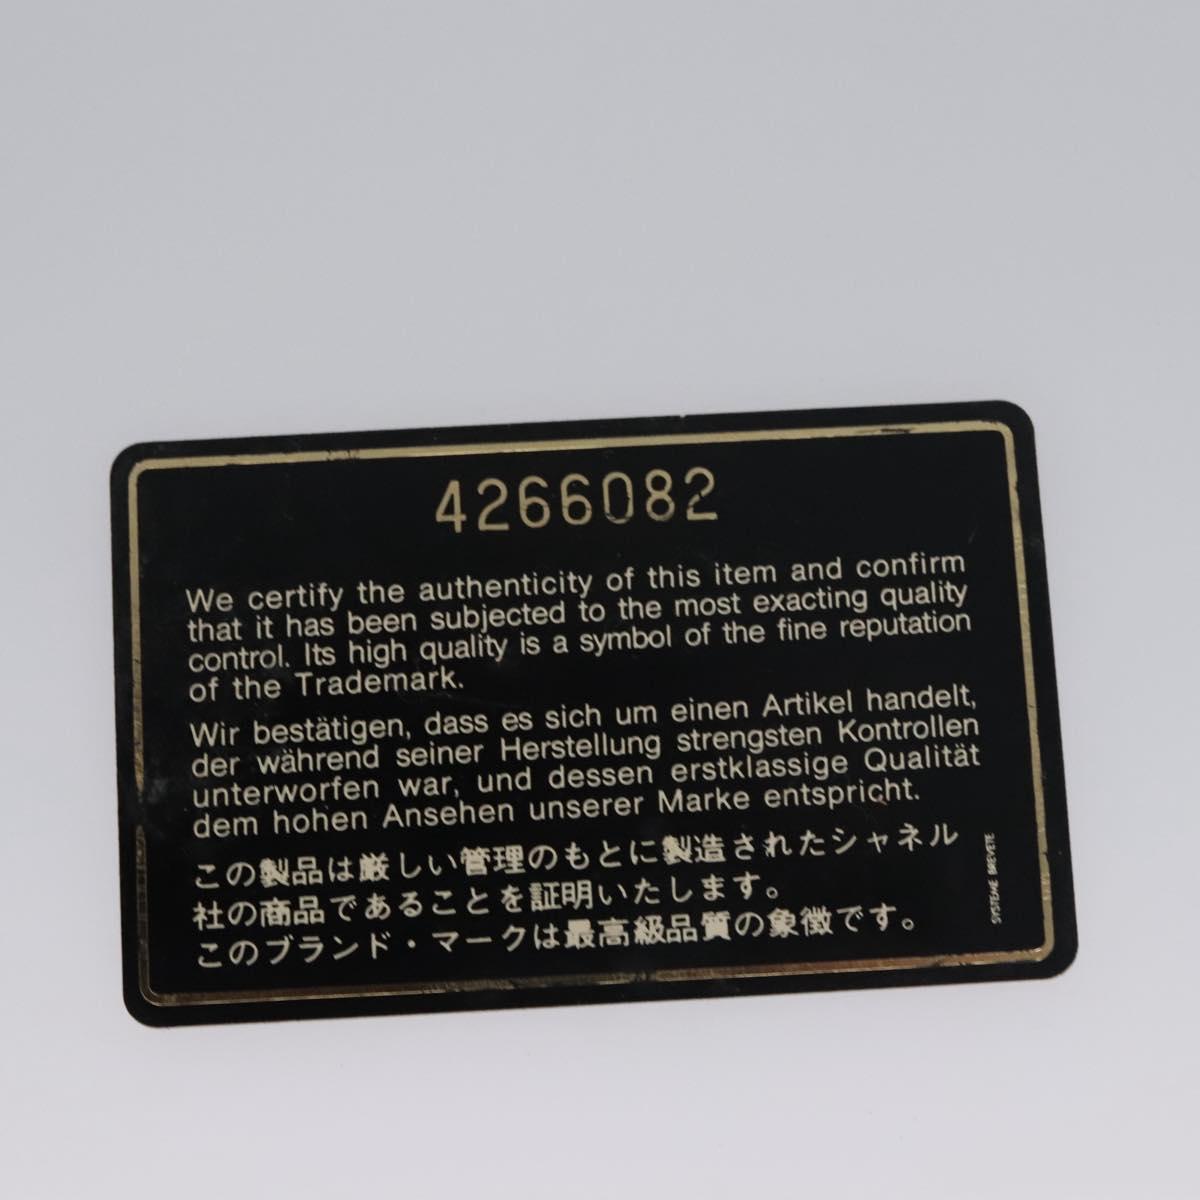 4266082
We certify the authenticity of this item and confirm
that it has been subjected to the most exacting quality
control. Its high quality is a symbol of the fine reputation
of the Trademark.
Wir bestätigen, dass es sich um einen Artikel handelt,
der während seiner Herstellung strengsten Kontrollen
unterworfen war, und dessen erstklassige Qualität
dem hohen Ansehen unserer Marke entspricht.
この製品は厳しい管理のもとに製造されたシャネル
社の商品であることを証明いたします。
このブランド・マークは最高級品質の象徴です。
SYSTEME BREVETE